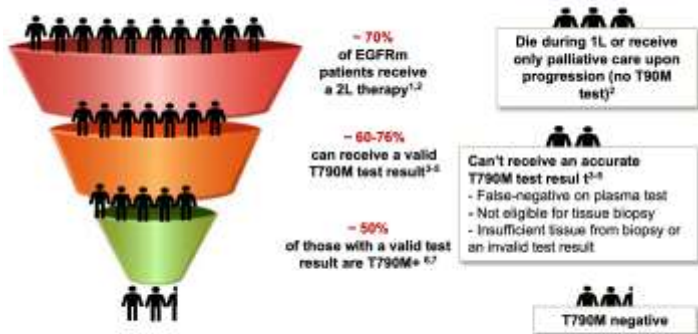 ~ 70%
of EGFRm
patients receive
a 2L therapy1,2
Die during 1L or receive
only palliative care upon
progression (no T90M
test)2
~ 60-76%
can receive a valid
T790M test result3-5
Can't receive an accurate
T790M test resul t3-5
- False-negative on plasma test
- Not eligible for tissue biopsy
- Insufficient tissue from biopsy or
an invalid test result
~ 50%
of those with a valid test
result are T790M+ 6,7
T790M negative